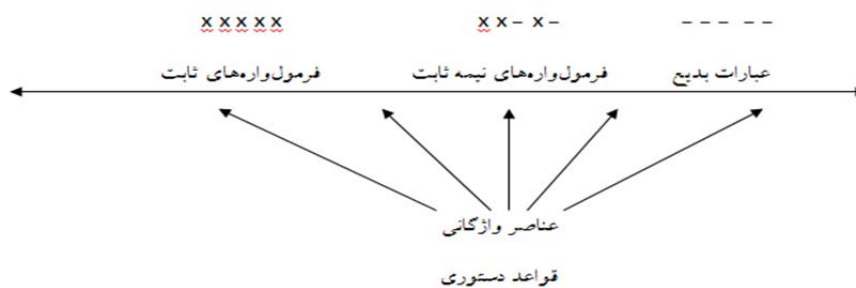 x x x x x    x x – x –    – – –  – –
عبارات بدیع    فرمول‌واره‌های نیمه ثابت    فرمول‌واره‌های ثابت
عناصر واژگانی
قواعد دستوری